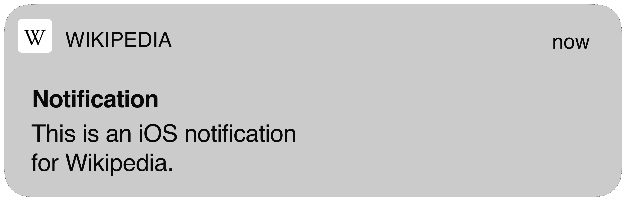 W WIKIPEDIA now
Notification
This is an iOS notification
for Wikipedia.